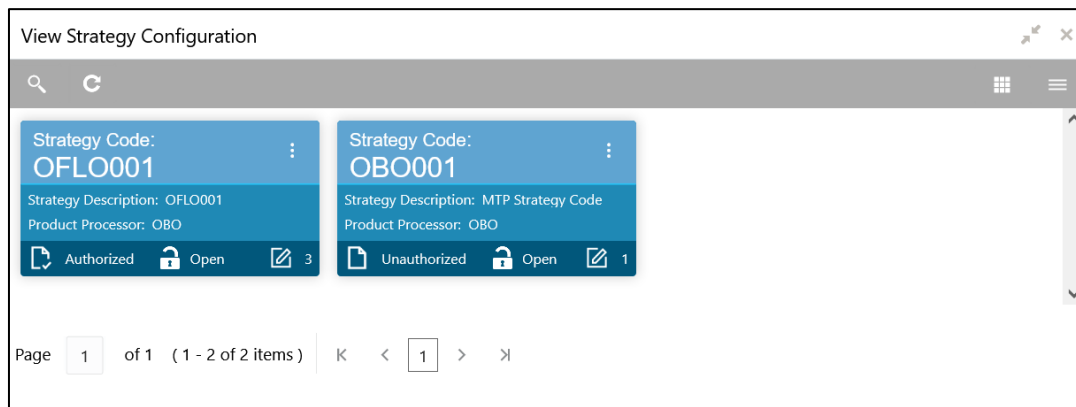 View Strategy Configuration
Strategy Code:
OFLO001
Strategy Description: OFLO001
Product Processor: OBO
Authorized Open 3
Strategy Code:
OBO001
Strategy Description: MTP Strategy Code
Product Processor: OBO
Unauthorized Open 1
Page 1 of 1 ( 1 - 2 of 2 items ) 1